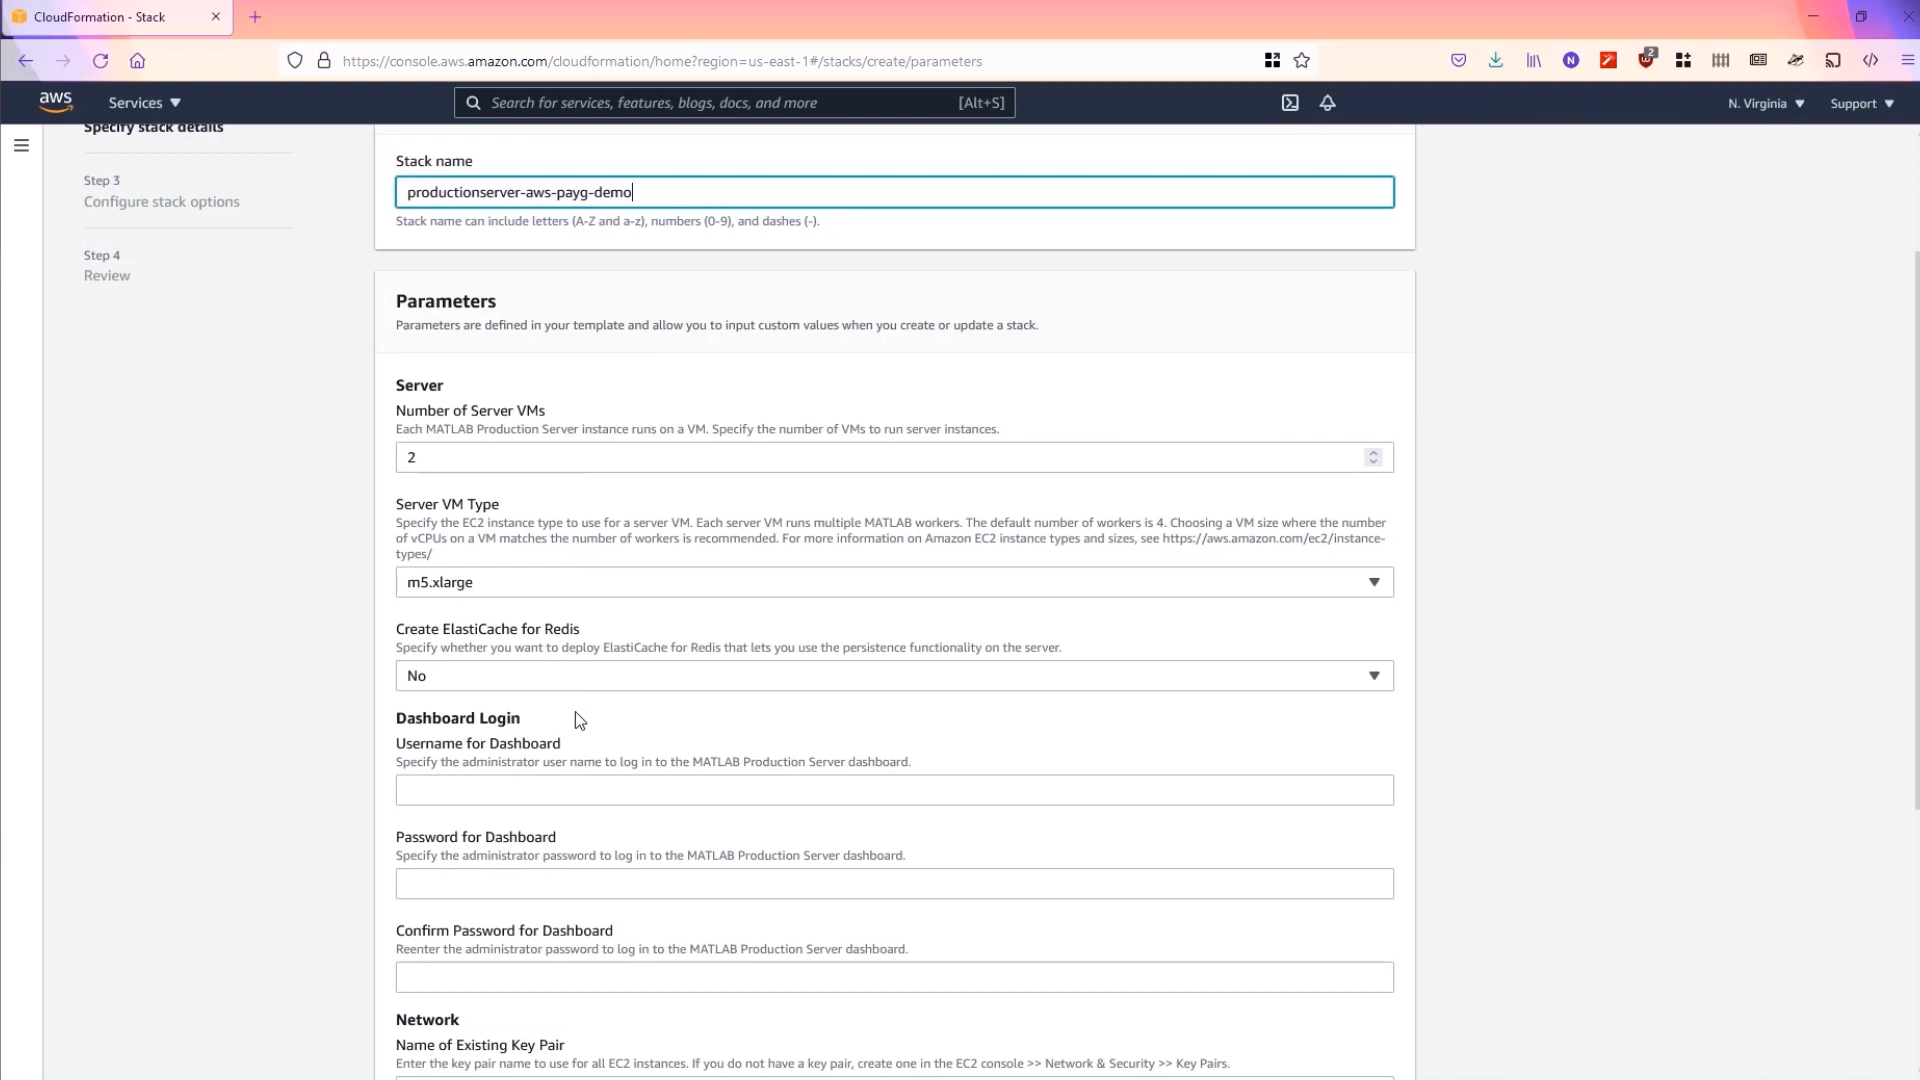 CloudFormation - Stack
https://console.aws.amazon.com/cloudformation/home?region=us-east-1#/stacks/create/parameters
N
2
aws
Services
Search for services, features, blogs, docs, and more
[Alt+S]
N. Virginia
Support
Specify stack details
Step 3
Configure stack options
Step 4
Review
Stack name
productionserver-aws-payg-demo
Stack name can include letters (A-Z and a-z), numbers (0-9), and dashes (-).
Parameters
Parameters are defined in your template and allow you to input custom values when you create or update a stack.
Server
Number of Server VMs
Each MATLAB Production Server instance runs on a VM. Specify the number of VMs to run server instances.
2
Server VM Type
Specify the EC2 instance type to use for a server VM. Each server VM runs multiple MATLAB workers. The default number of workers is 4. Choosing a VM size where the number
of vCPUs on a VM matches the number of workers is recommended. For more information on Amazon EC2 instance types and sizes, see https://aws.amazon.com/ec2/instance-
types/
m5.xlarge
Create ElastiCache for Redis
Specify whether you want to deploy ElastiCache for Redis that lets you use the persistence functionality on the server.
No
Dashboard Login
Username for Dashboard
Specify the administrator user name to log in to the MATLAB Production Server dashboard.
Password for Dashboard
Specify the administrator password to log in to the MATLAB Production Server dashboard.
Confirm Password for Dashboard
Reenter the administrator password to log in to the MATLAB Production Server dashboard.
Network
Name of Existing Key Pair
Enter the key pair name to use for all EC2 instances. If you do not have a key pair, create one in the EC2 console >> Network & Security >> Key Pairs.